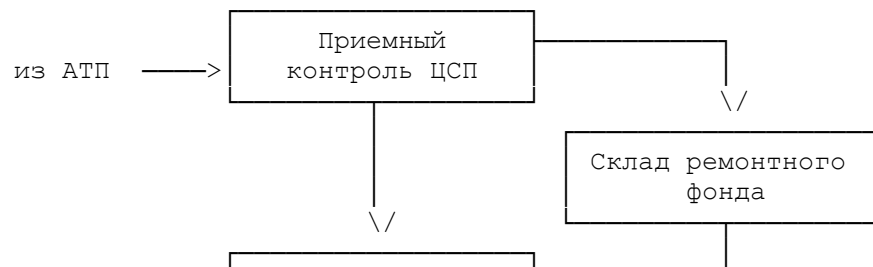 Приемный
из АТП контроль ЦСП
Склад ремонтного
фонда